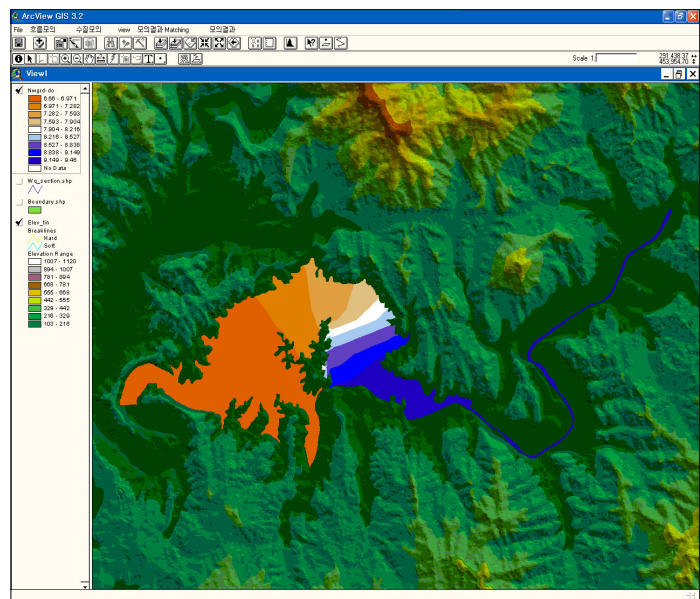 ArcView GIS 3.2
File 흐름모의 수질모의 view 모의결과 Matching 모의결과
Scale 1:
291,438.37
453,954.70
View1
Nwgrd-do
6.66 - 6.971
6.971 - 7.282
7.282 - 7.593
7.593 - 7.904
7.904 - 8.216
8.216 - 8.527
8.527 - 8.838
8.838 - 9.149
9.149 - 9.46
No Data
Wq_section.shp
Boundary.shp
Elev_tin
Breaklines
Hard
Soft
Elevation Range
1007 - 1120
894 - 1007
781 - 894
668 - 781
555 - 668
442 - 555
329 - 442
216 - 329
103 - 216